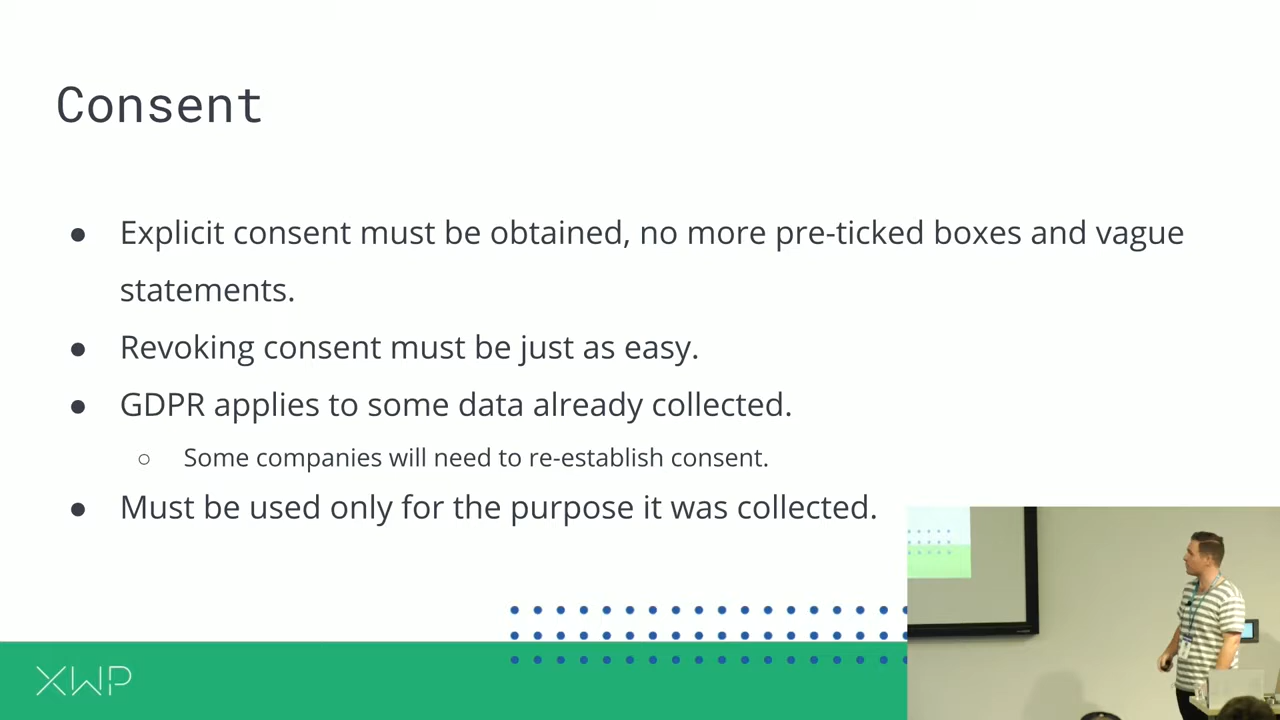 Consent
● Explicit consent must be obtained, no more pre-ticked boxes and vague
statements.
● Revoking consent must be just as easy.
● GDPR applies to some data already collected.
○ Some companies will need to re-establish consent.
● Must be used only for the purpose it was collected.
XWP